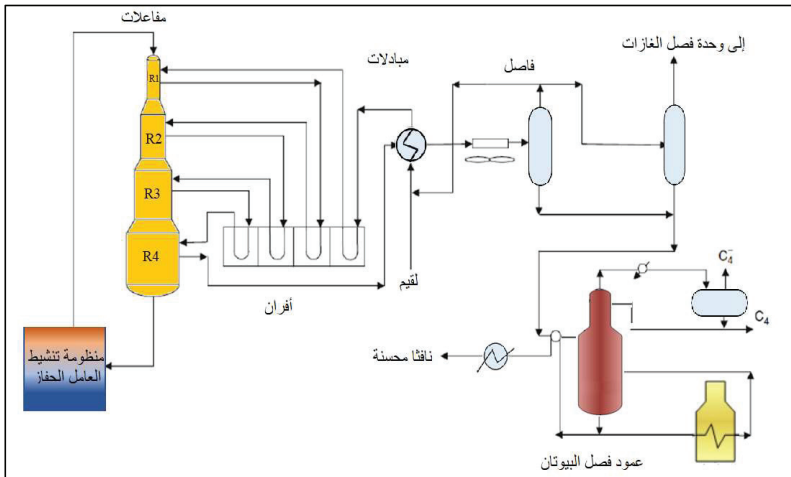 مفاعلات
إلى وحدة فصل الغازات
مبادلات
فاصل
R1
R2
R3
R4
أفران
لقيم
C₄⁻
C₄
منظومة تنشيط
العامل الحفاز
نافثا محسنة
عمود فصل البيوتان